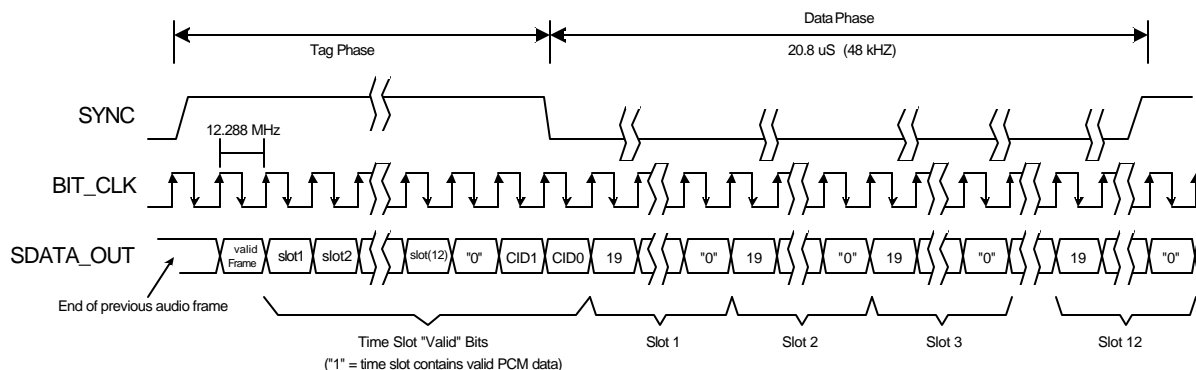 Data Phase
Tag Phase
20.8 uS (48 kHZ)
SYNC
12.288 MHz
BIT_CLK
SDATA_OUT
valid
Frame
slot1
slot2
slot(12)
"0"
CID1
CID0
19
"0"
19
"0"
19
"0"
19
"0"
End of previous audio frame
Time Slot "Valid" Bits
("1" = time slot contains valid PCM data)
Slot 1
Slot 2
Slot 3
Slot 12